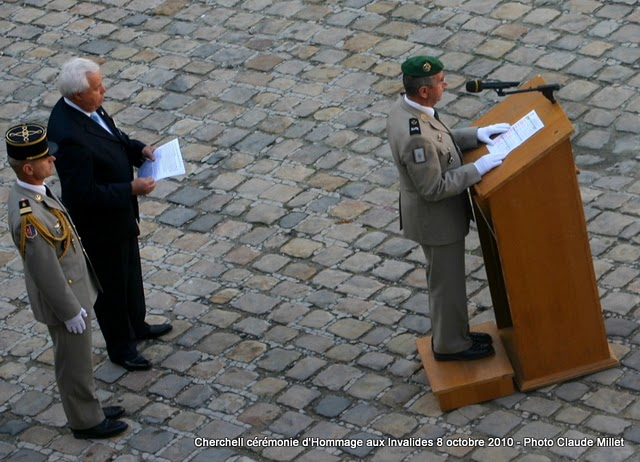 Cherchell cérémonie d'Hommage aux Invalides 8 octobre 2010 - Photo Claude Millet